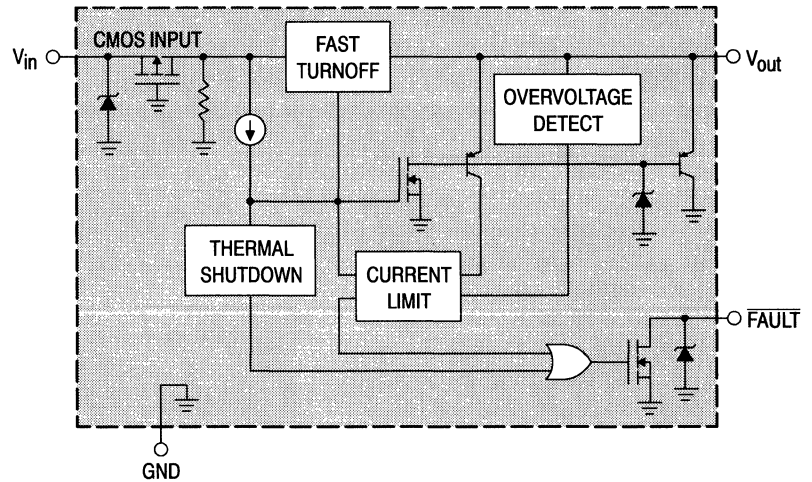 CMOS INPUT
Vin
FAST
TURNOFF
Vout
OVERVOLTAGE
DETECT
THERMAL
SHUTDOWN
CURRENT
LIMIT
FAULT
GND